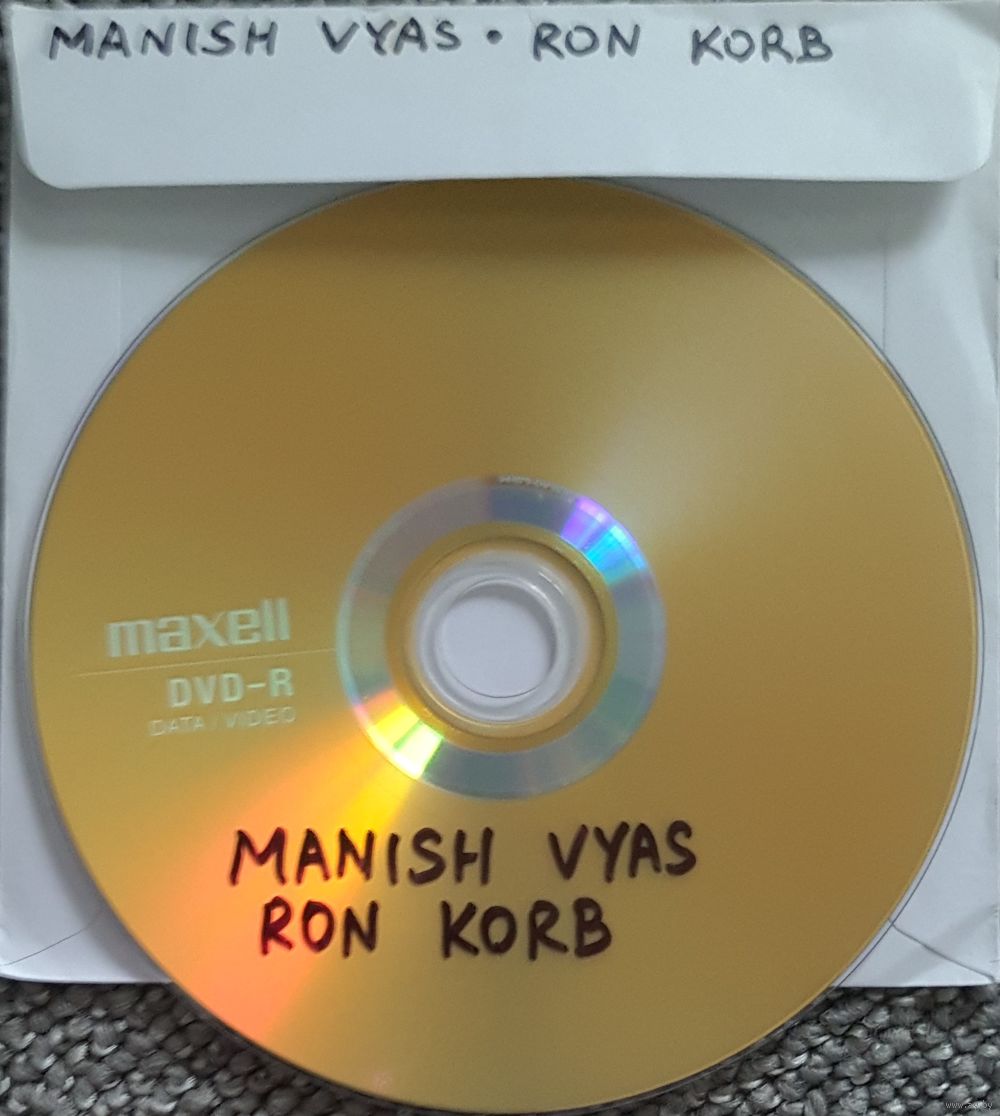 MANISH VYAS • RON KORB
maxell
DVD-R
DATA / VIDEO
MANISH VYAS
RON KORB